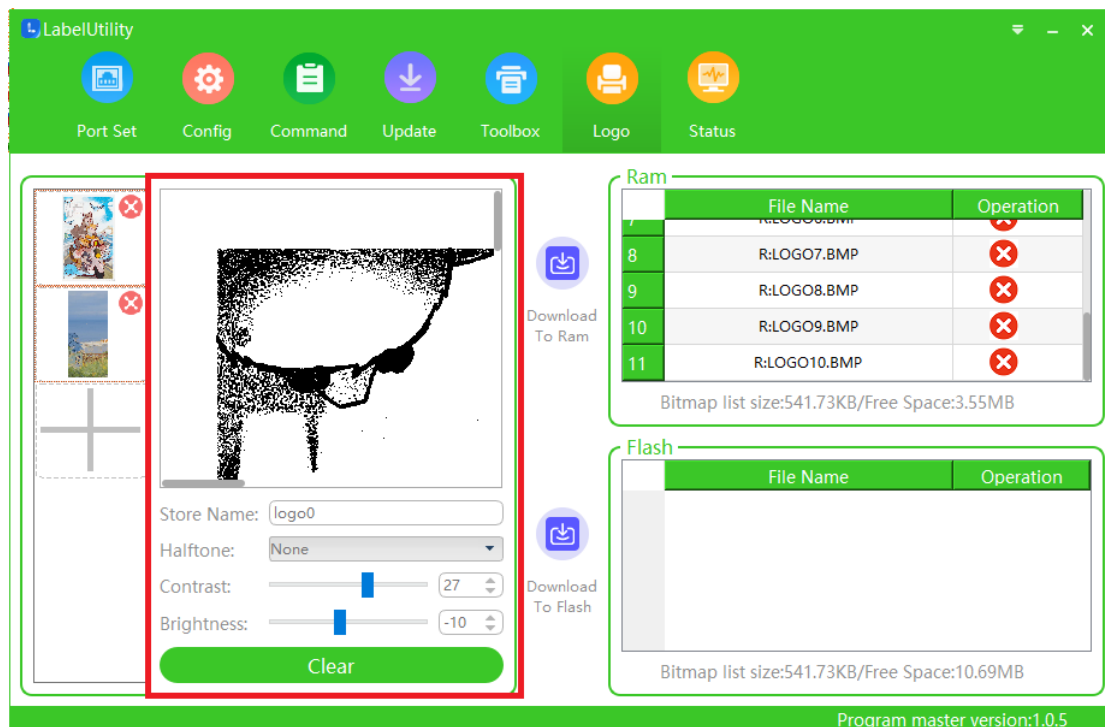 LabelUtility
Port Set
Config
Command
Update
Toolbox
Logo
Status
Store Name: logo0
Halftone: None
Contrast: 27
Brightness: -10
Clear
Download
To Ram
Download
To Flash
Ram
File Name Operation
8 R:LOGO7.BMP
9 R:LOGO8.BMP
10 R:LOGO9.BMP
11 R:LOGO10.BMP
Bitmap list size:541.73KB/Free Space:3.55MB
Flash
File Name Operation
Bitmap list size:541.73KB/Free Space:10.69MB
Program master version:1.0.5